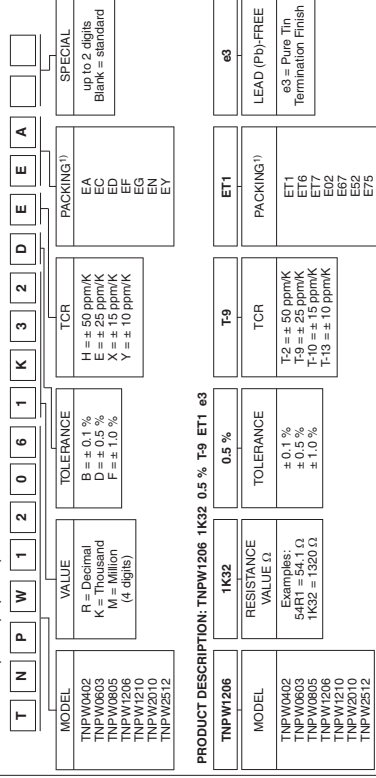 T N P W 1 2 0 6 1 K 3 2 D E E A
MODEL
TNPW0402
TNPW0603
TNPW0805
TNPW1206
TNPW1210
TNPW2010
TNPW2512
VALUE
R = Decimal
K = Thousand
M = Million
(4 digits)
TOLERANCE
B = ± 0.1 %
D = ± 0.5 %
F = ± 1.0 %
TCR
H = ± 50 ppm/K
E = ± 25 ppm/K
X = ± 15 ppm/K
Y = ± 10 ppm/K
PACKING1)
EA
EC
ED
EF
EG
EN
EY
SPECIAL
up to 2 digits
Blank = standard
PRODUCT DESCRIPTION: TNPW1206 1K32 0.5 % T-9 ET1 e3
TNPW1206
MODEL
TNPW0402
TNPW0603
TNPW0805
TNPW1206
TNPW1210
TNPW2010
TNPW2512
1K32
RESISTANCE
VALUE Ω
Examples:
54R1 = 54.1 Ω
1K32 = 1320 Ω
0.5 %
TOLERANCE
± 0.1 %
± 0.5 %
± 1.0 %
T-9
TCR
T-2 = ± 50 ppm/K
T-9 = ± 25 ppm/K
T-10 = ± 15 ppm/K
T-13 = ± 10 ppm/K
ET1
PACKING1)
ET1
ET6
ET7
E02
E67
E52
E75
e3
LEAD (Pb)-FREE
e3 = Pure Tin
Termination Finish